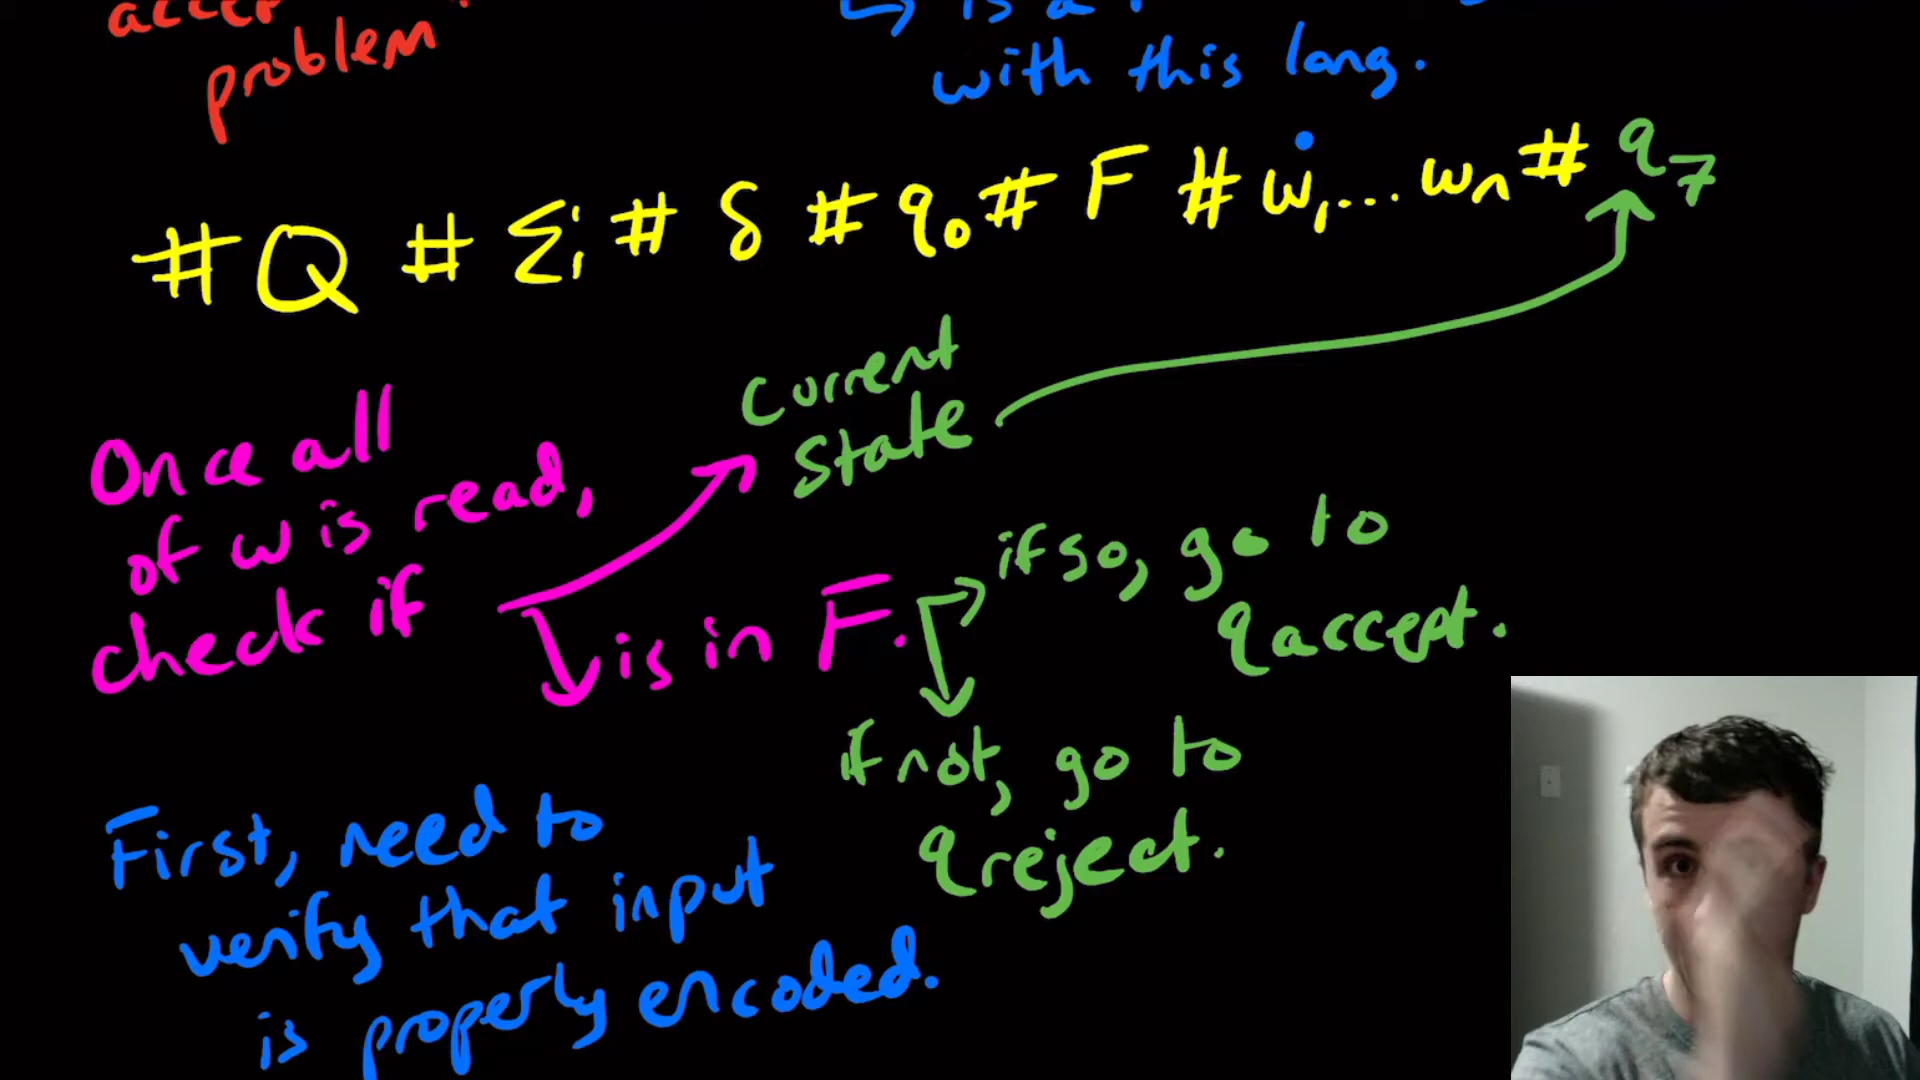 problem
with this long.
# Q # Σ # δ # q0 # F # w1...wn # q7
Current
State
Once all
of w is read,
check if
is in F.
if so, go to
qaccept.
if not, go to
qreject.
First, need to
verify that input
is properly encoded.